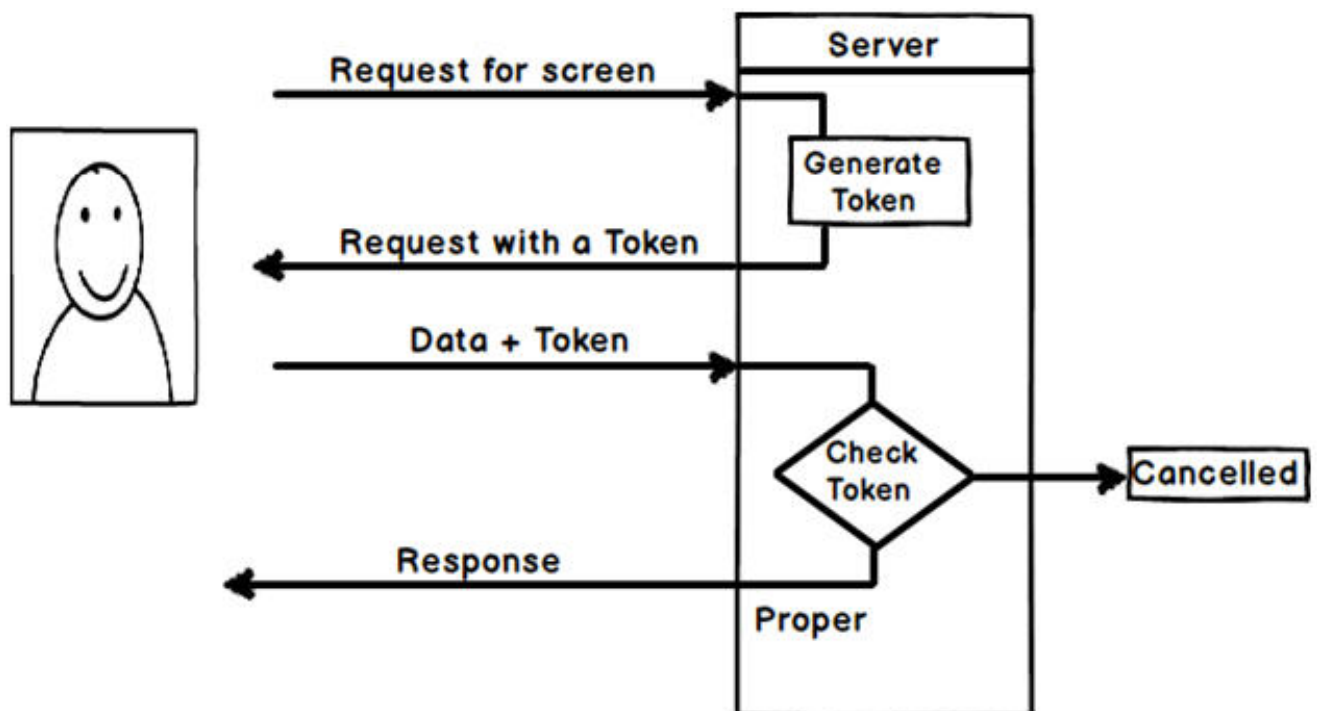 Server
Request for screen
Generate
Token
Request with a Token
Data + Token
Check
Token
Cancelled
Response
Proper